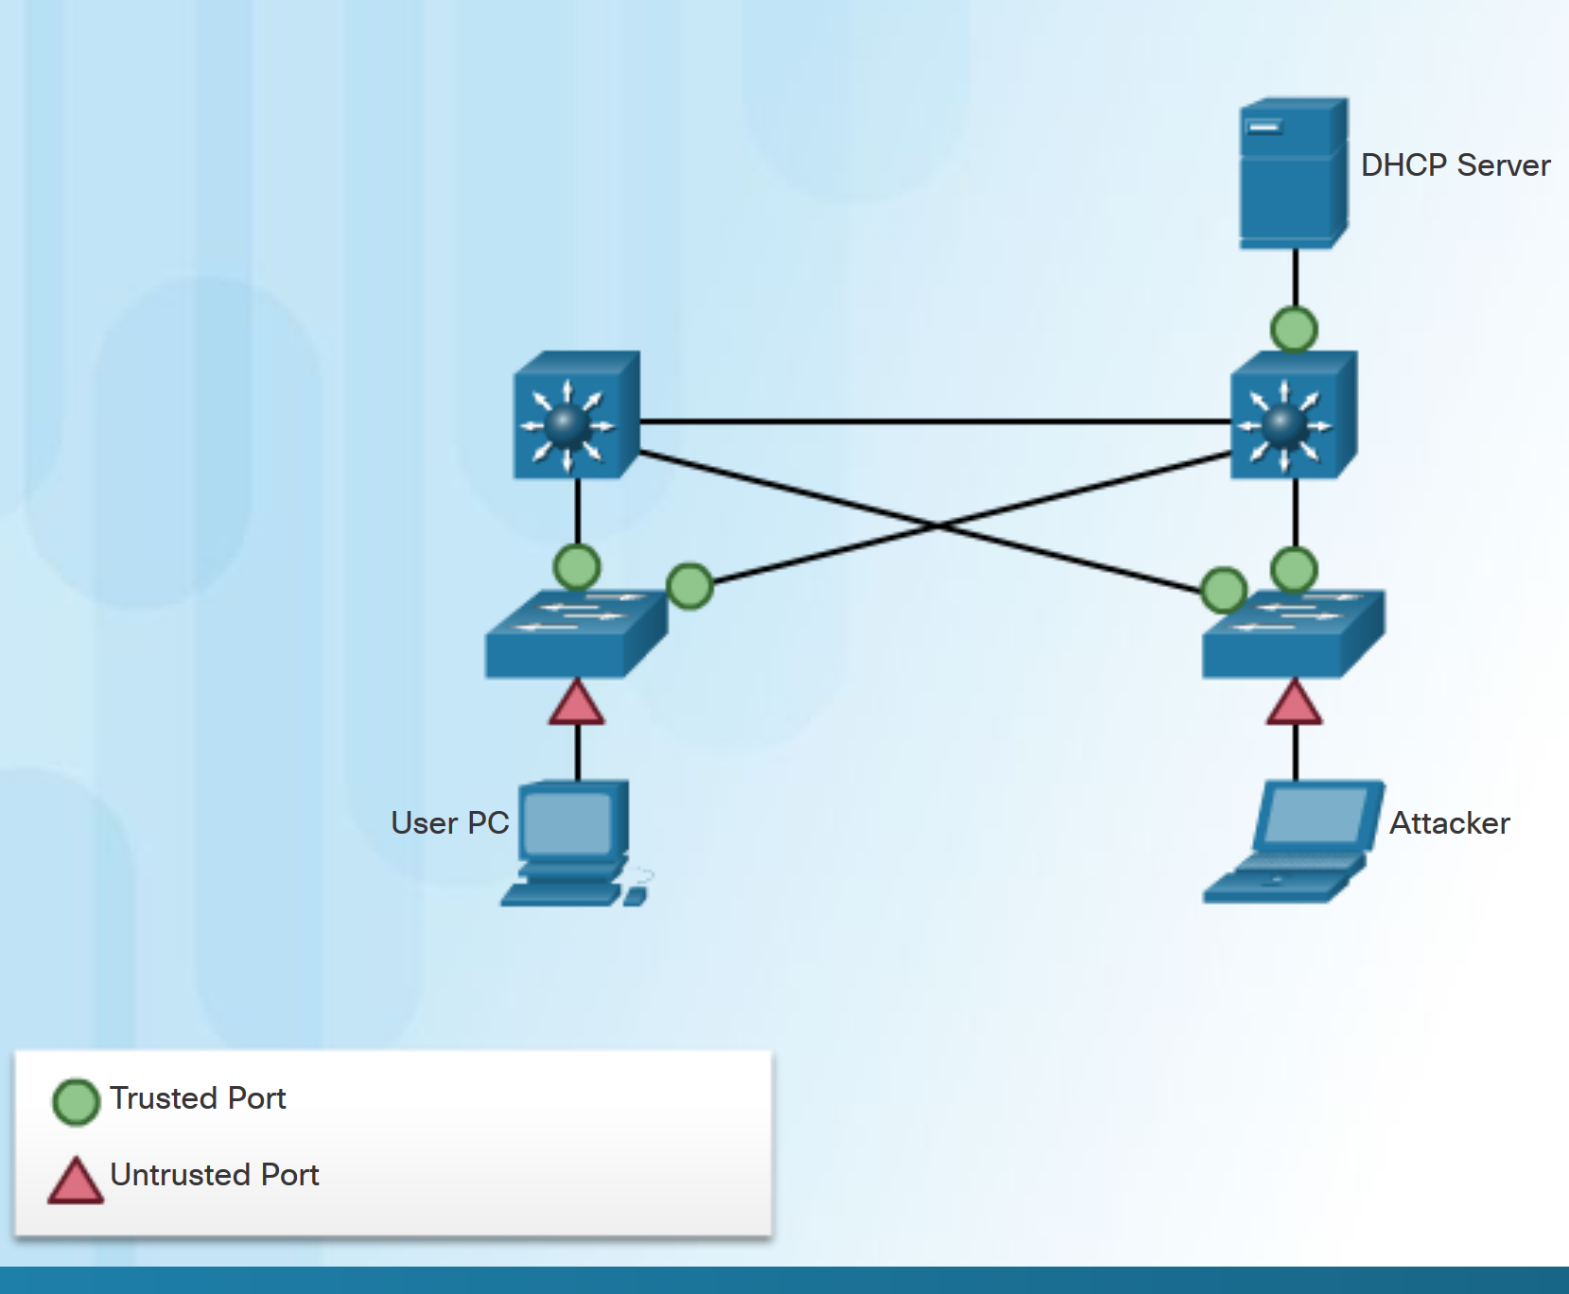 DHCP Server
User PC
Attacker
Trusted Port
Untrusted Port